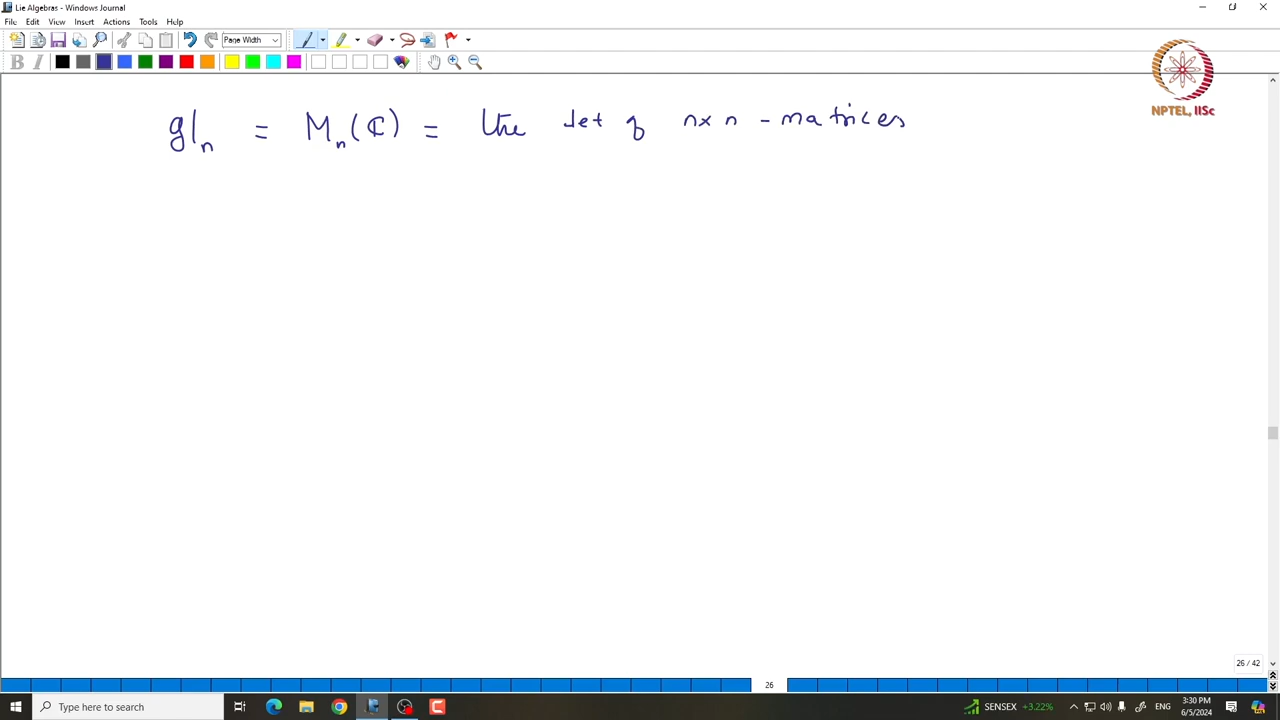 Lie Algebras - Windows Journal
File Edit View Insert Actions Tools Help
Page Width
B I
NPTEL, IISc
gl_n = M_n(ℂ) = the set of n×n - matrices
26 / 42
26
Type here to search
SENSEX +3.22% ENG 3:30 PM
6/5/2024